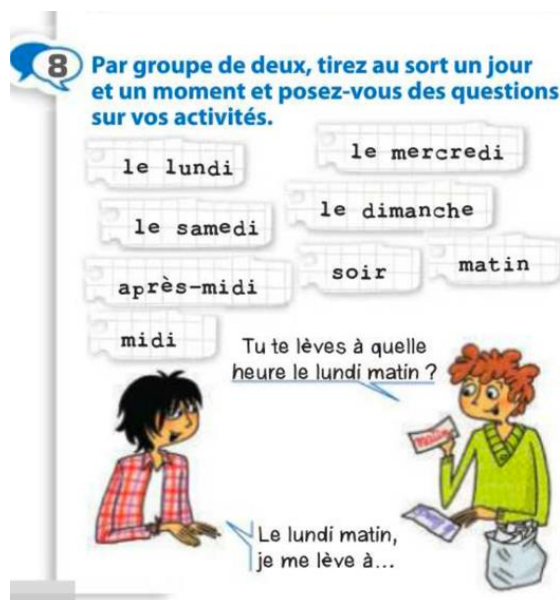 8
Par groupe de deux, tirez au sort un jour
et un moment et posez-vous des questions
sur vos activités.
le lundi
le mercredi
le samedi
le dimanche
après-midi
soir
matin
midi
Tu te lèves à quelle
heure le lundi matin ?
matin
Le lundi matin,
je me lève à...